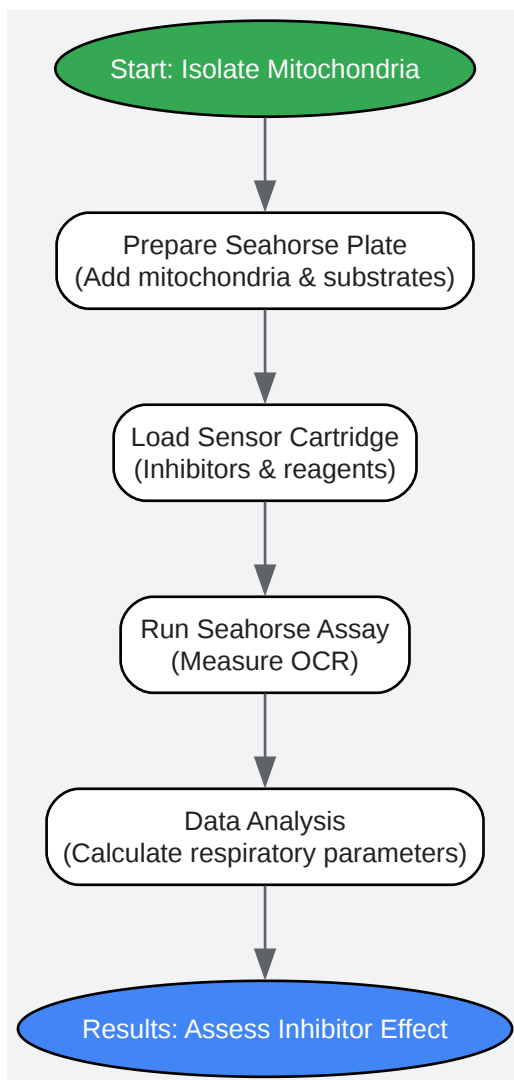 Start: Isolate Mitochondria
Prepare Seahorse Plate
(Add mitochondria & substrates)
Load Sensor Cartridge
(Inhibitors & reagents)
Run Seahorse Assay
(Measure OCR)
Data Analysis
(Calculate respiratory parameters)
Results: Assess Inhibitor Effect